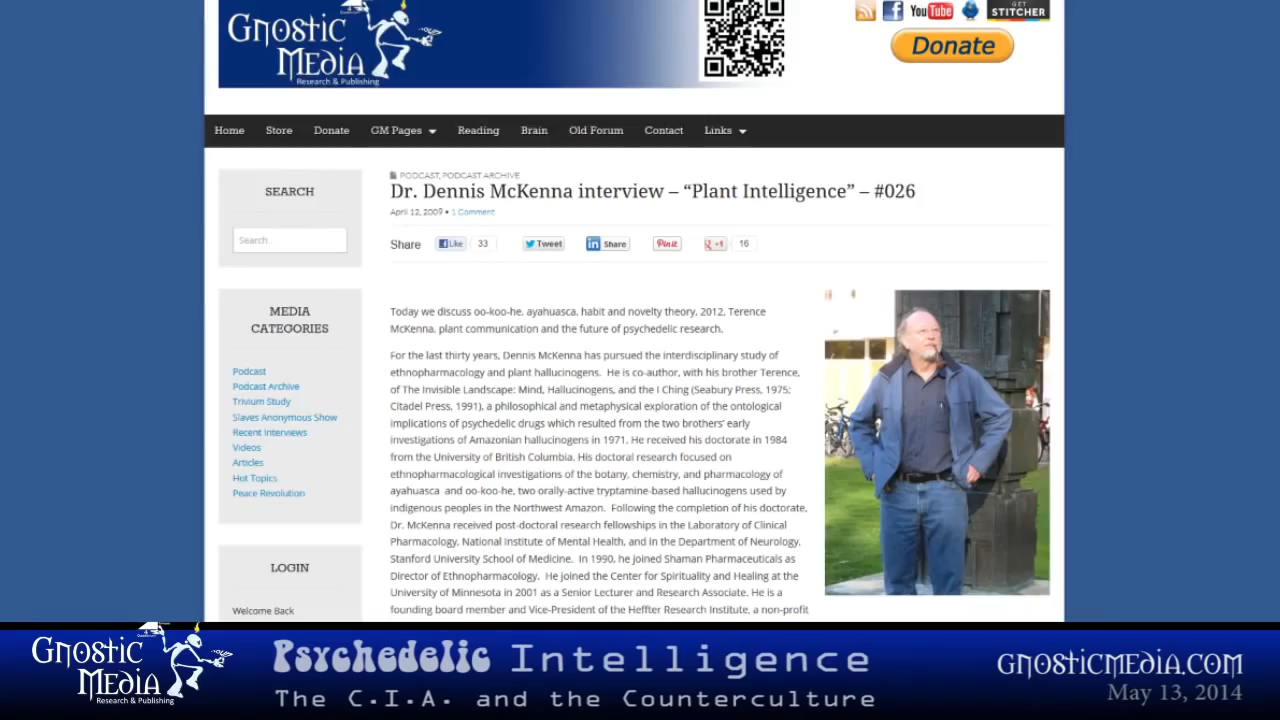 Gnostic Media
Research & Publishing
GET STITCHER
You Tube
Donate
Home Store Donate GM Pages Reading Brain Old Forum Contact Links
SEARCH
Search...
MEDIA
CATEGORIES
Podcast
Podcast Archive
Trivium Study
Slaves Anonymous Show
Recent Interviews
Videos
Articles
Hot Topics
Peace Revolution
LOGIN
Welcome Back
PODCAST, PODCAST ARCHIVE
Dr. Dennis McKenna interview – “Plant Intelligence” – #026
April 12, 2009 • 1 Comment
Share Like 33 Tweet Share Pin it +1 16
Today we discuss oo-koo-he, ayahuasca, habit and novelty theory, 2012, Terence
McKenna, plant communication and the future of psychedelic research.
For the last thirty years, Dennis McKenna has pursued the interdisciplinary study of
ethnopharmacology and plant hallucinogens. He is co-author, with his brother Terence,
of The Invisible Landscape: Mind, Hallucinogens, and the I Ching (Seabury Press, 1975;
Citadel Press, 1991), a philosophical and metaphysical exploration of the ontological
implications of psychedelic drugs which resulted from the two brothers’ early
investigations of Amazonian hallucinogens in 1971. He received his doctorate in 1984
from the University of British Columbia. His doctoral research focused on
ethnopharmacological investigations of the botany, chemistry, and pharmacology of
ayahuasca and oo-koo-he, two orally-active tryptamine-based hallucinogens used by
indigenous peoples in the Northwest Amazon. Following the completion of his doctorate,
Dr. McKenna received post-doctoral research fellowships in the Laboratory of Clinical
Pharmacology, National Institute of Mental Health, and in the Department of Neurology,
Stanford University School of Medicine. In 1990, he joined Shaman Pharmaceuticals as
Director of Ethnopharmacology. He joined the Center for Spirituality and Healing at the
University of Minnesota in 2001 as a Senior Lecturer and Research Associate. He is a
founding board member and Vice-President of the Heffter Research Institute, a non-profit
Gnostic Media
Research & Publishing
Psychedelic Intelligence
The C.I.A. and the Counterculture
GNOSTICMEDIA.COM
May 13, 2014